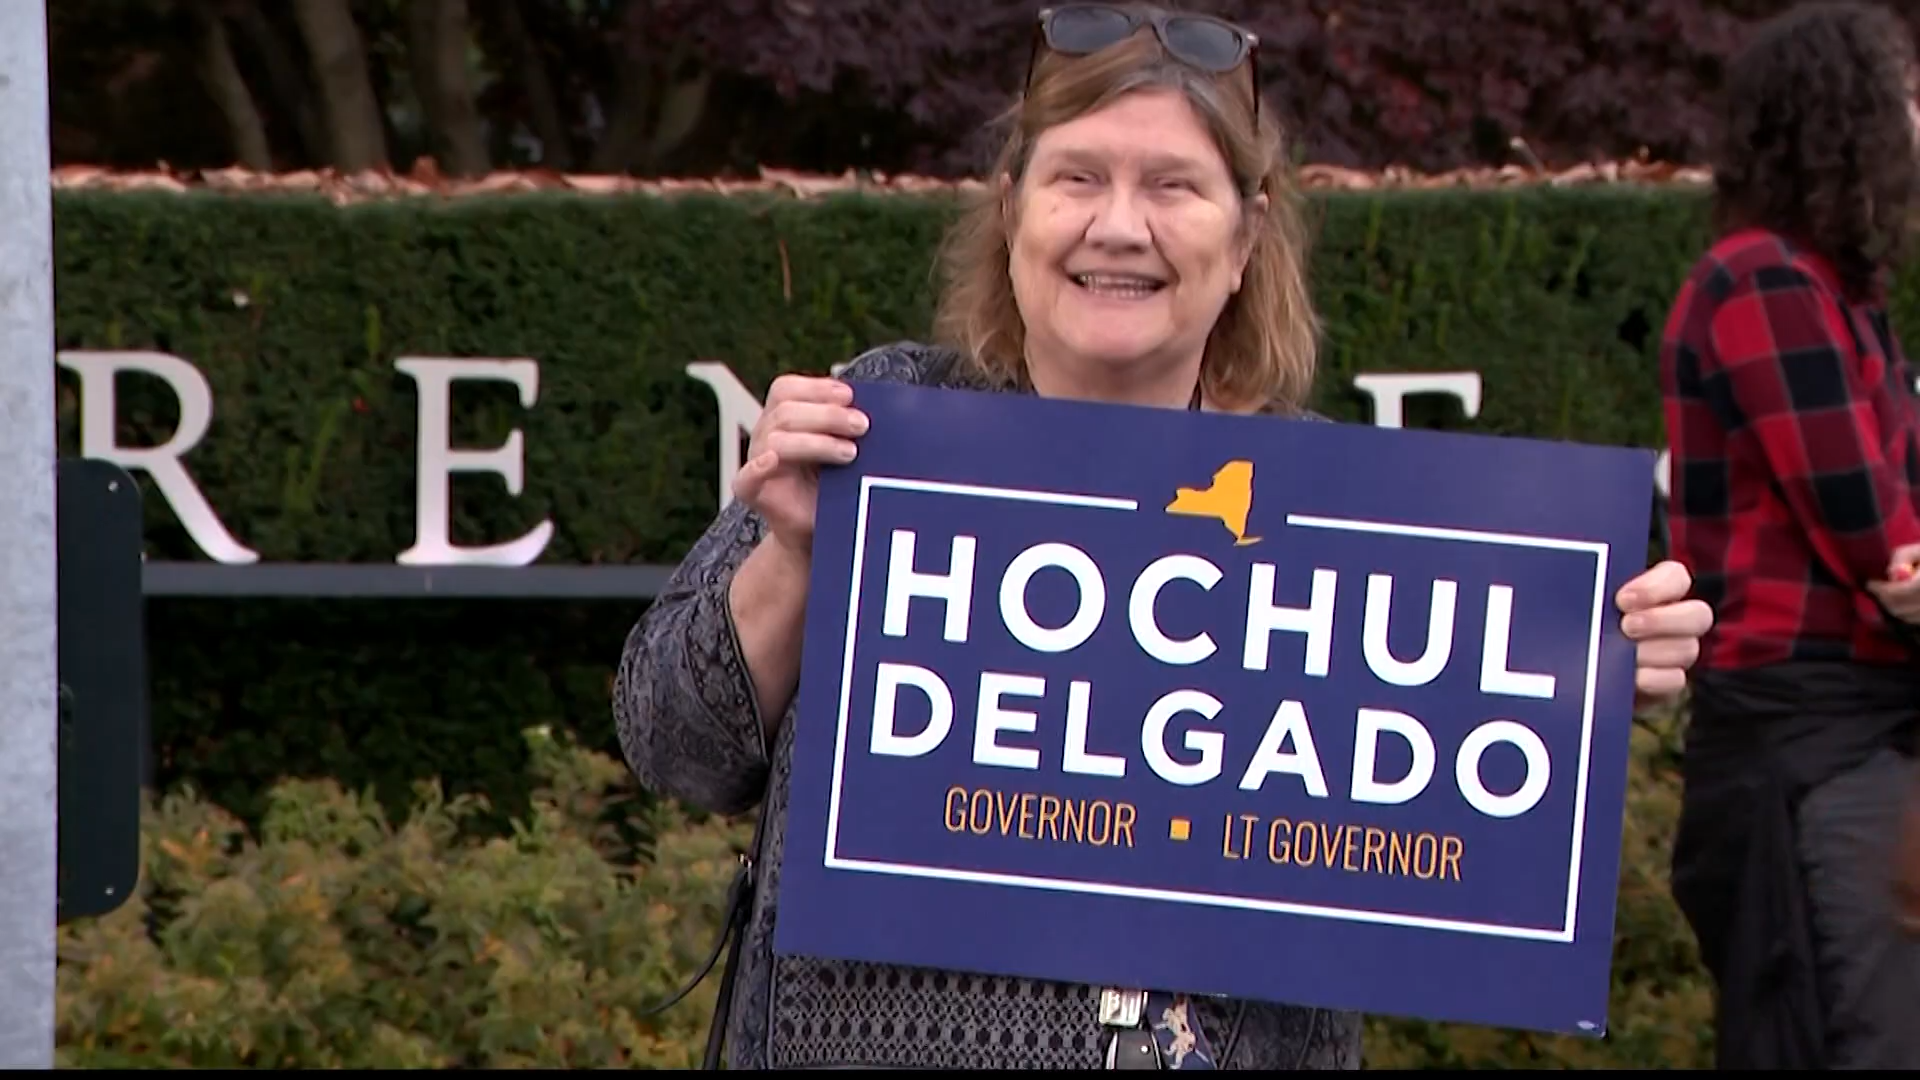 R E N
HOCHUL
DELGADO
GOVERNOR ▪ LT GOVERNOR